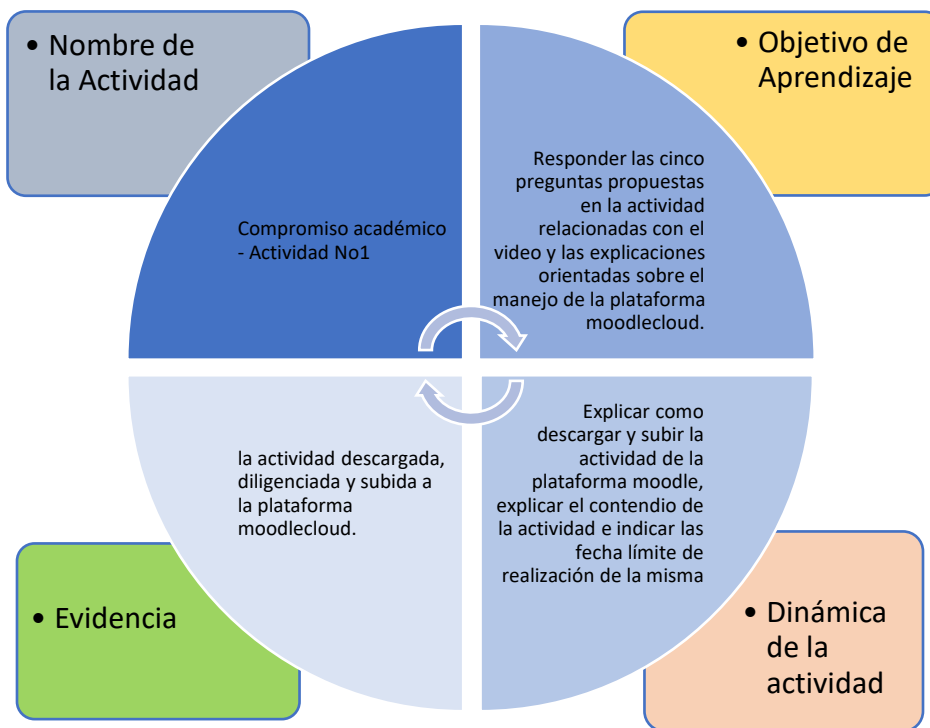 • Nombre de
la Actividad
• Objetivo de
Aprendizaje
Compromiso académico
- Actividad No1
Responder las cinco
preguntas propuestas
en la actividad
relacionadas con el
video y las explicaciones
orientadas sobre el
manejo de la plataforma
moodlecloud.
la actividad descargada,
diligenciada y subida a
la plataforma
moodlecloud.
Explicar como
descargar y subir la
actividad de la
plataforma moodle,
explicar el contendio de
la actividad e indicar las
fecha límite de
realización de la misma
• Evidencia
• Dinámica
de la
actividad